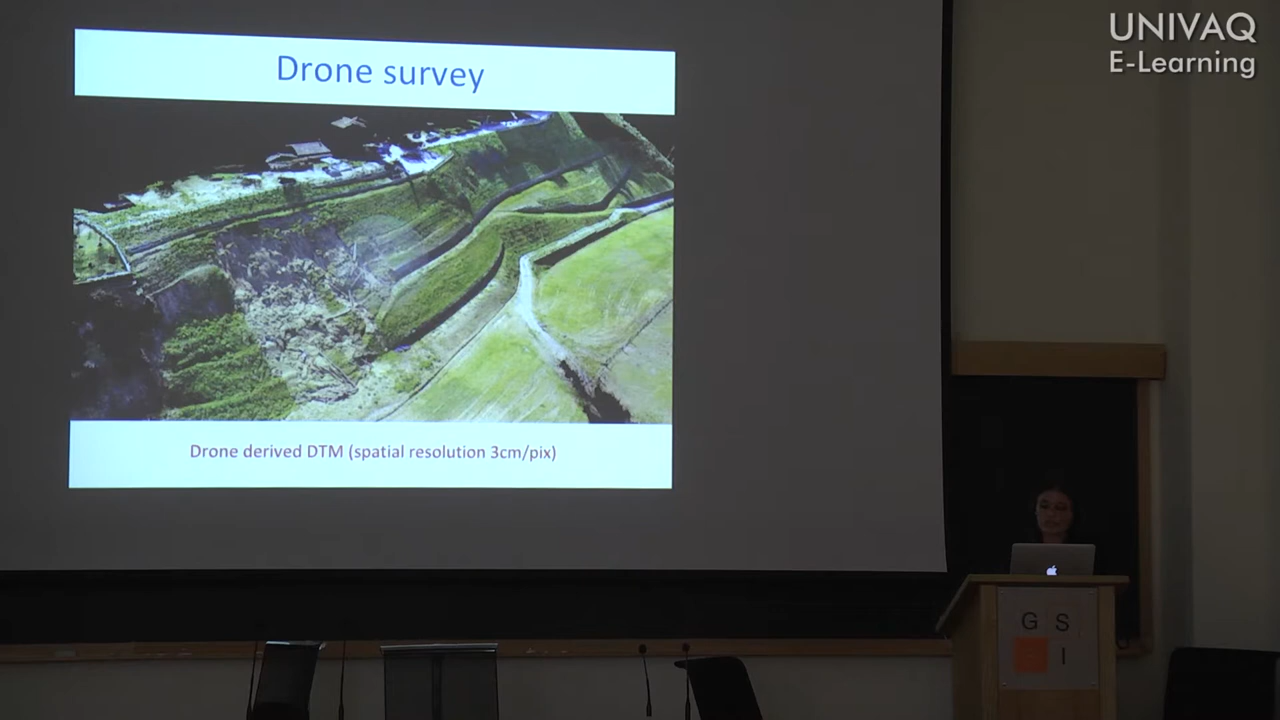 UNIVAQ
E-Learning
Drone survey
Drone derived DTM (spatial resolution 3cm/pix)
G S
I